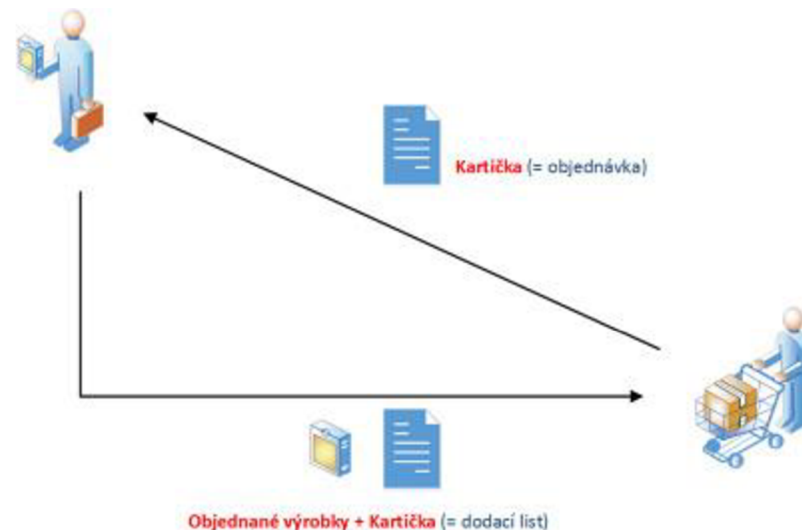 Kartička (= objednávka)
Objednané výrobky + Kartička (= dodací list)